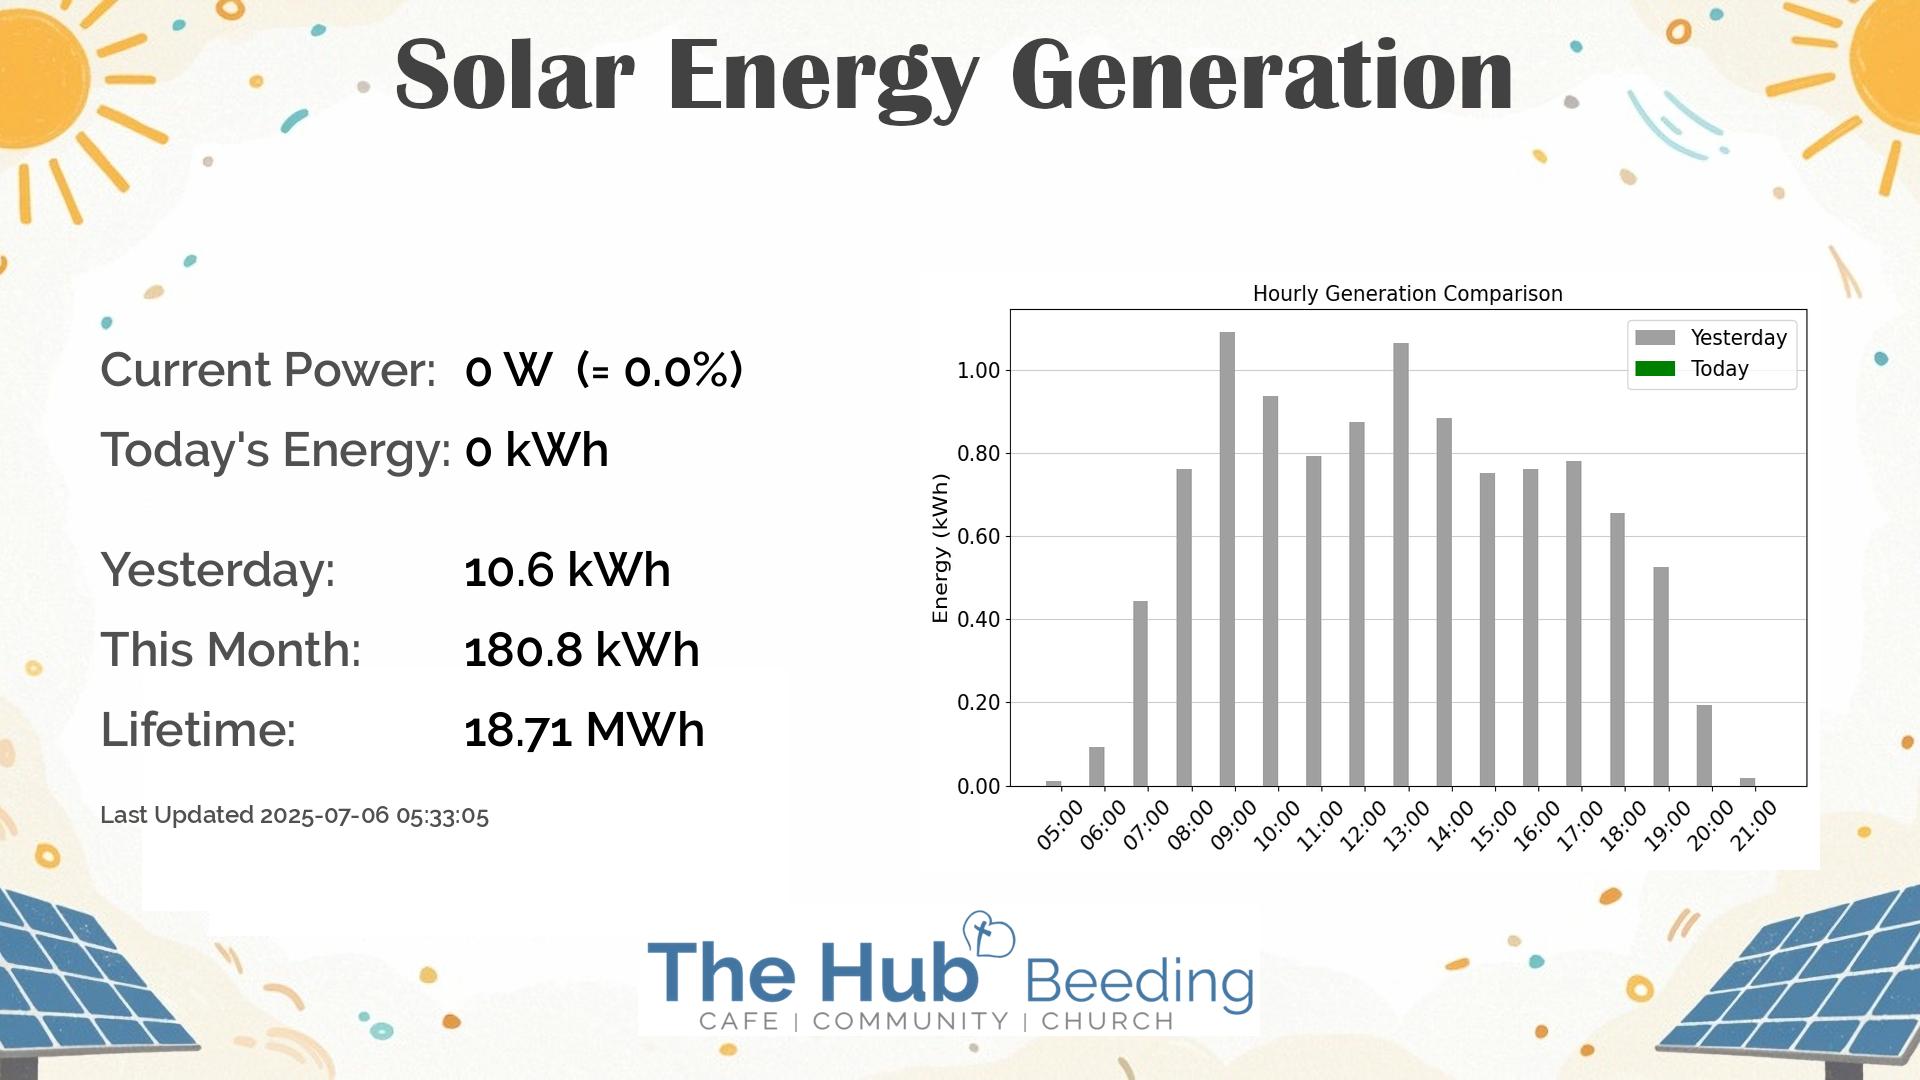 Solar Energy Generation
Current Power: 0 W (= 0.0%)
Today's Energy: 0 kWh
Yesterday: 10.6 kWh
This Month: 180.8 kWh
Lifetime: 18.71 MWh
Last Updated 2025-07-06 05:33:05
Hourly Generation Comparison
Yesterday
Today
Energy (kWh)
1.00
0.80
0.60
0.40
0.20
0.00
05:00 06:00 07:00 08:00 09:00 10:00 11:00 12:00 13:00 14:00 15:00 16:00 17:00 18:00 19:00 20:00 21:00
The Hub Beeding
CAFE | COMMUNITY | CHURCH